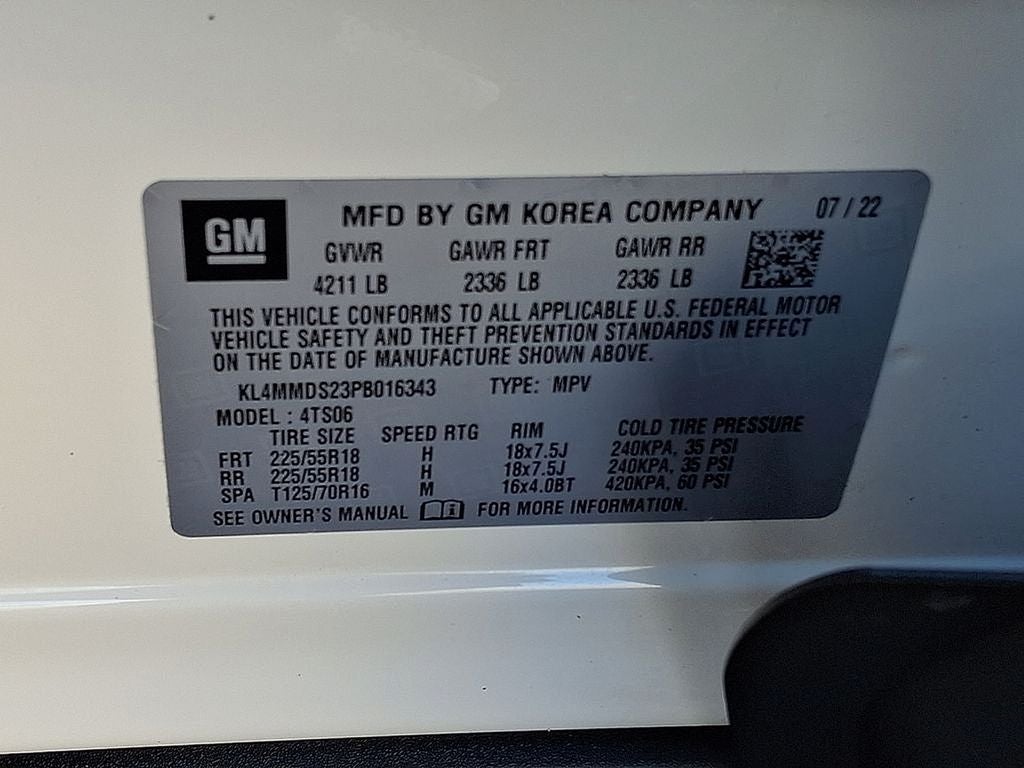 GM
MFD BY GM KOREA COMPANY 07 / 22
GVWR GAWR FRT GAWR RR
4211 LB 2336 LB 2336 LB
THIS VEHICLE CONFORMS TO ALL APPLICABLE U.S. FEDERAL MOTOR
VEHICLE SAFETY AND THEFT PREVENTION STANDARDS IN EFFECT
ON THE DATE OF MANUFACTURE SHOWN ABOVE.
KL4MMDS23PB016343 TYPE: MPV
MODEL : 4TS06
TIRE SIZE SPEED RTG RIM COLD TIRE PRESSURE
FRT 225/55R18 H 18x7.5J 240KPA, 35 PSI
RR 225/55R18 H 18x7.5J 240KPA, 35 PSI
SPA T125/70R16 M 16x4.0BT 420KPA, 60 PSI
SEE OWNER'S MANUAL FOR MORE INFORMATION.